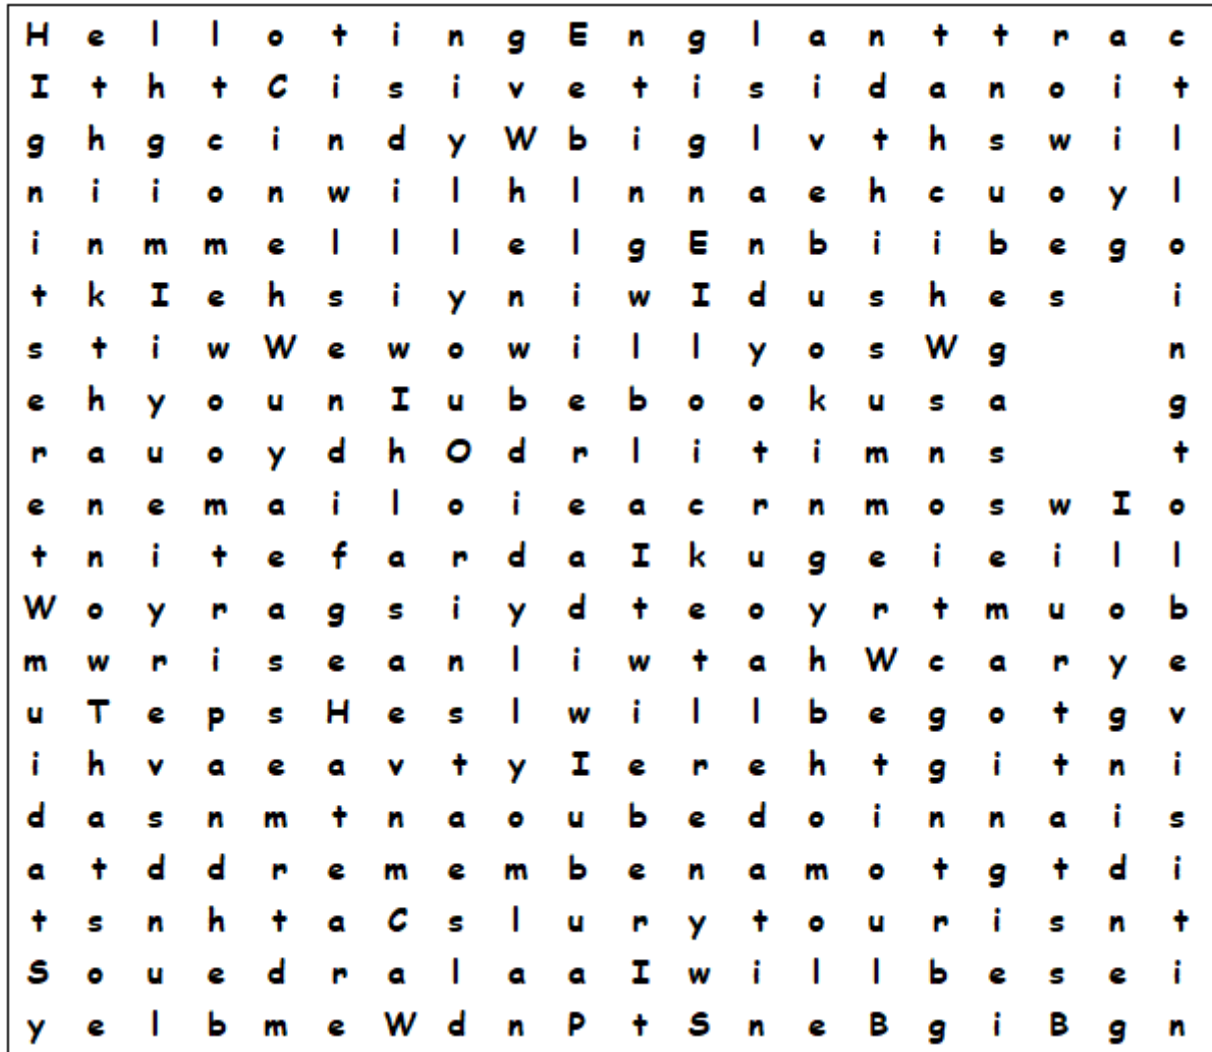 H e l l o t i n g E n g l a n t t r a c
I t h t C i s i v e t i s i d a n o i t
g h g c i n d y W b i g l v t h s w i l
n i i o n w i l h l n n a e h c u o y l
i n m m e l l l e l g E n b i i b e g o
t k I e h s i y n i w I d u s h e s i
s t i w W e w o w i l l y o s W g n
e h y o u n I u b e b o o k u s a g
r a u o y d h O d r l i t i m n s t
e n e m a i l o i e a c r n m o s w I o
t n i t e f a r d a I k u g e i e i l l
W o y r a g s i y d t e o y r t m u o b
m w r i s e a n l i w t a h W c a r y e
u T e p s H e s l w i l l b e g o t g v
i h v a e a v t y I e r e h t g i t n i
d a s n m t n a o u b e d o i n n a i s
a t d d r e m e m b e n a m o t g t d i
t s n h t a C s l u r y t o u r i s n t
S o u e d r a l a a I w i l l b e s e i
y e l b m e W d n P t S n e B g i B g n